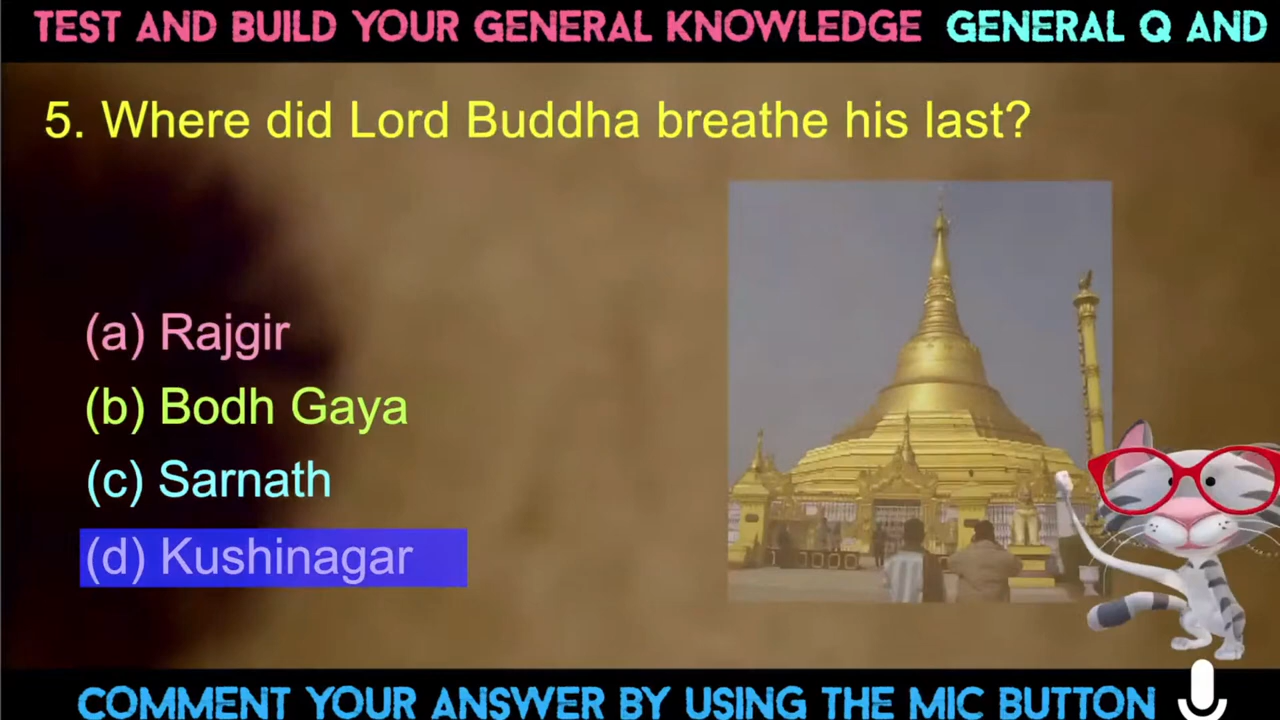 TEST AND BUILD YOUR GENERAL KNOWLEDGE GENERAL Q AND
5. Where did Lord Buddha breathe his last?
(a) Rajgir
(b) Bodh Gaya
(c) Sarnath
(d) Kushinagar
COMMENT YOUR ANSWER BY USING THE MIC BUTTON